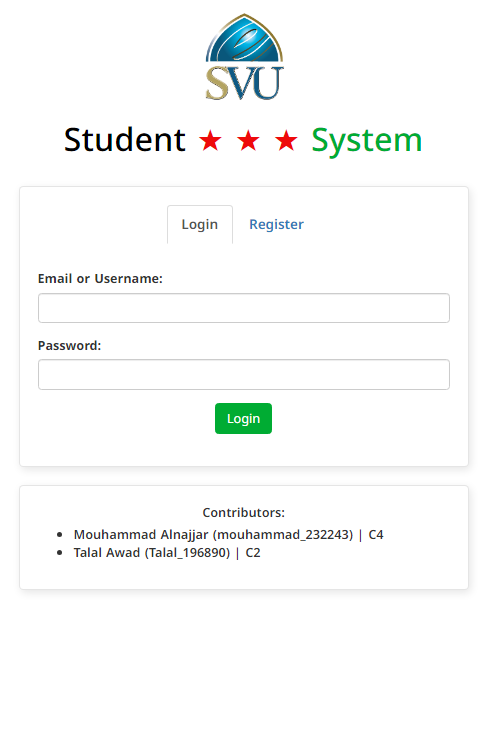 SVU
Student ★ ★ ★ System
Login Register
Email or Username:
Password:
Login
Contributors:
• Mouhammad Alnajjar (mouhammad_232243) | C4
• Talal Awad (Talal_196890) | C2